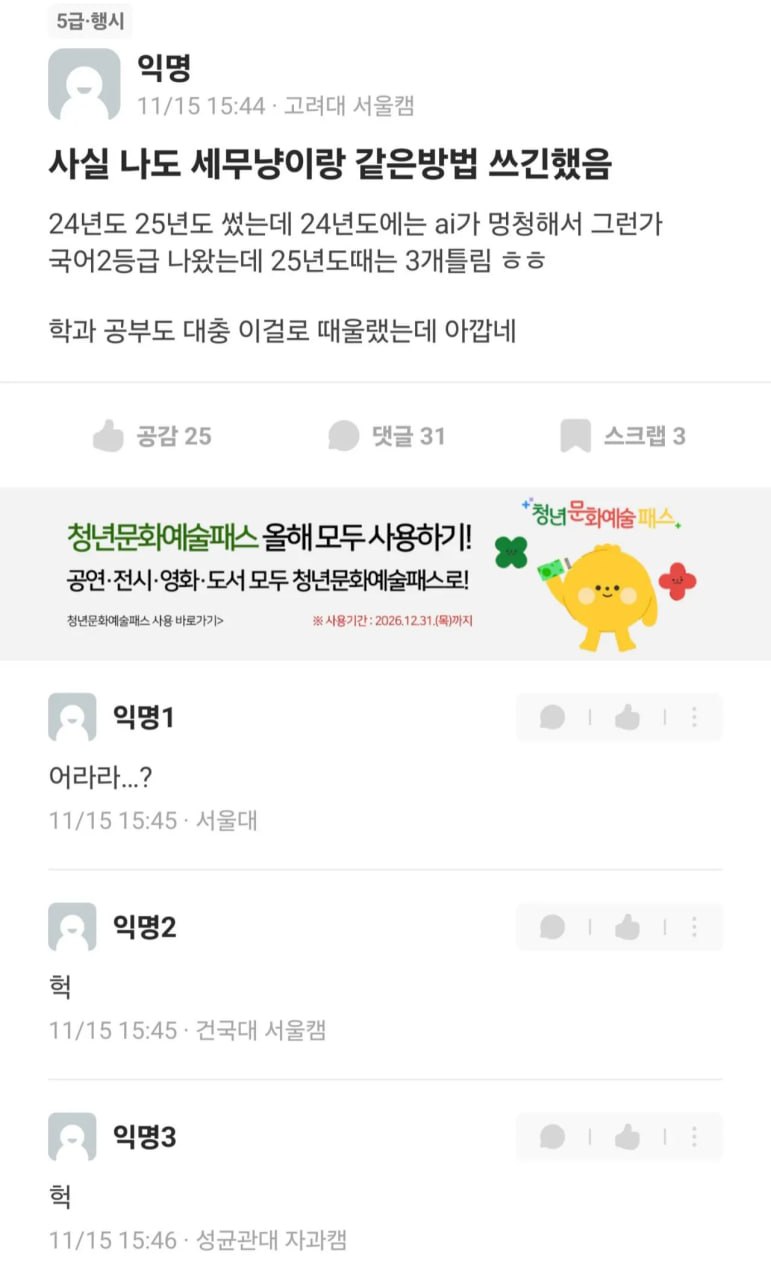 5급·행시
익명
11/15 15:44 · 고려대 서울캠
사실 나도 세무냥이랑 같은방법 쓰긴했음
24년도 25년도 썼는데 24년도에는 ai가 멍청해서 그런가
국어2등급 나왔는데 25년도때는 3개틀림 ㅎㅎ
학과 공부도 대충 이걸로 때울랬는데 아깝네
공감 25
댓글 31
스크랩 3
청년문화예술패스 올해 모두 사용하기!
공연·전시·영화·도서 모두 청년문화예술패스로!
청년문화예술패스 사용 바로가기>
※ 사용기간 : 2026.12.31.(목)까지
청년문화예술패스
익명1
어라라...?
11/15 15:45 · 서울대
익명2
헉
11/15 15:45 · 건국대 서울캠
익명3
헉
11/15 15:46 · 성균관대 자과캠